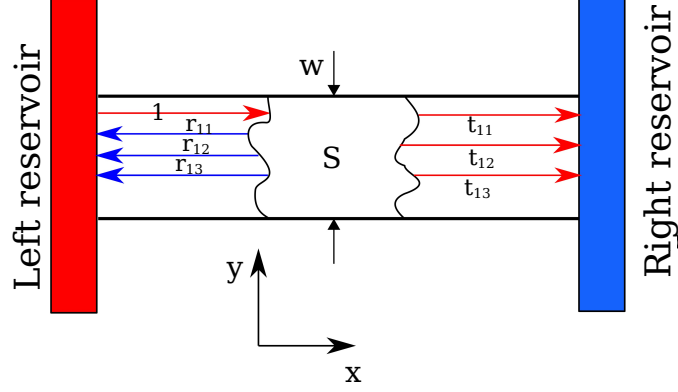 Left reservoir
w
1
r11
r12
r13
S
t11
t12
t13
Right reservoir
y
x